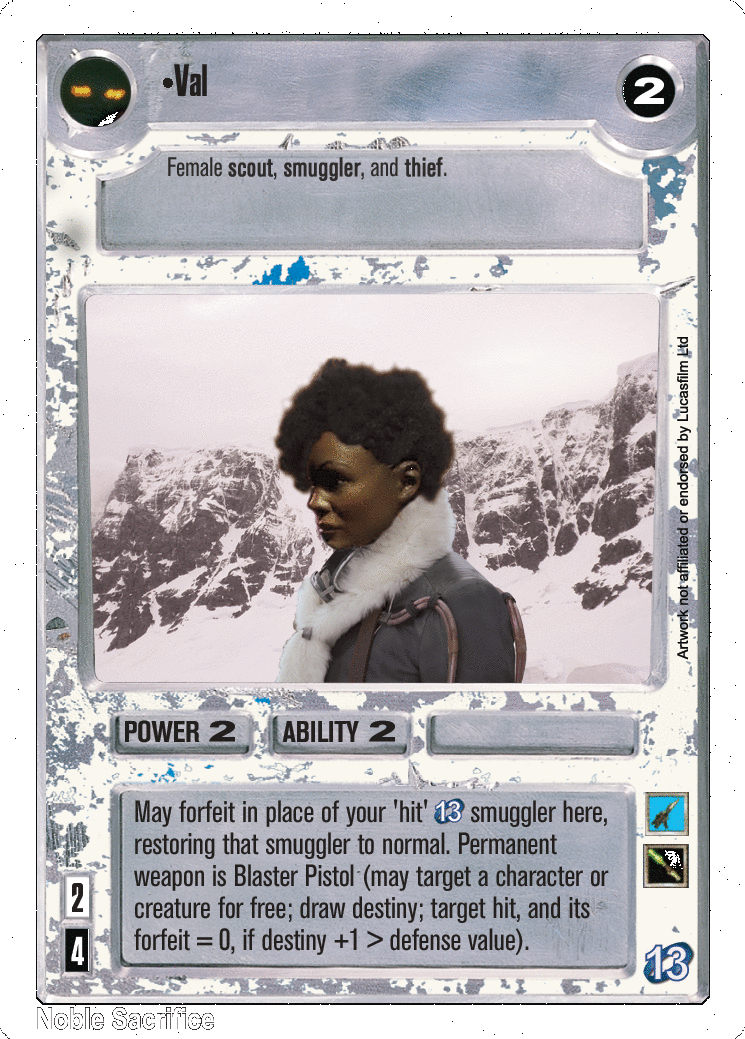 •Val
2
Female scout, smuggler, and thief.
Artwork not affiliated or endorsed by Lucasfilm Ltd
POWER 2
ABILITY 2
May forfeit in place of your 'hit' 13 smuggler here,
restoring that smuggler to normal. Permanent
weapon is Blaster Pistol (may target a character or
creature for free; draw destiny; target hit, and its
forfeit = 0, if destiny +1 > defense value).
2
4
13
Noble Sacrifice